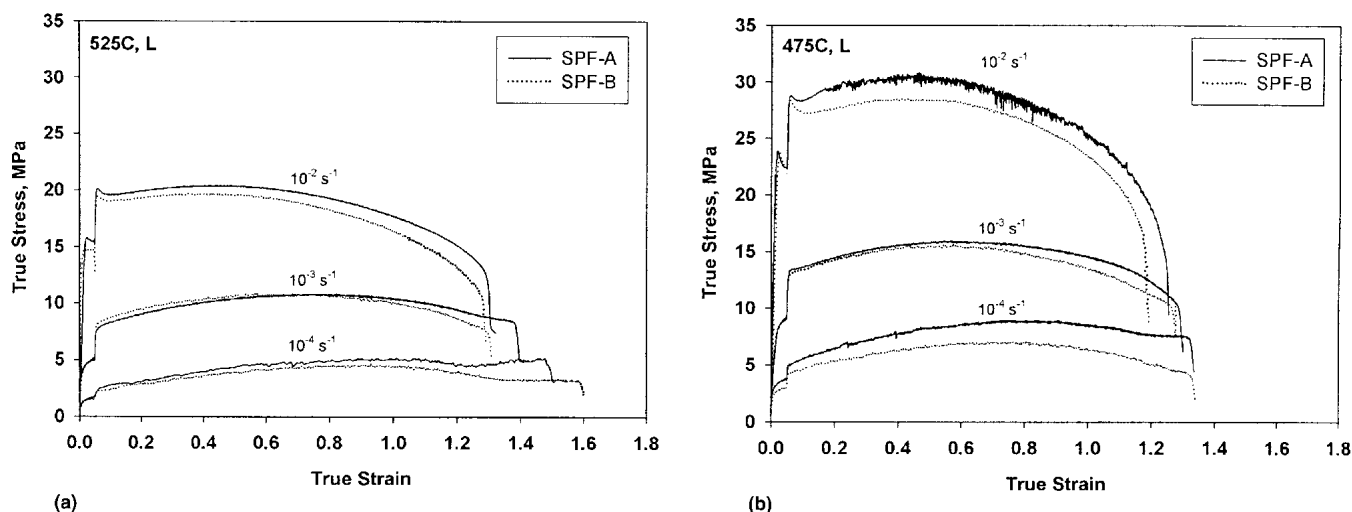 525C, L
SPF-A
SPF-B
10⁻² s⁻¹
10⁻³ s⁻¹
10⁻⁴ s⁻¹
True Stress, MPa
35
30
25
20
15
10
5
0
0.0 0.2 0.4 0.6 0.8 1.0 1.2 1.4 1.6 1.8
True Strain
(a)
475C, L
SPF-A
SPF-B
10⁻² s⁻¹
10⁻³ s⁻¹
10⁻⁴ s⁻¹
True Stress, MPa
35
30
25
20
15
10
5
0
0.0 0.2 0.4 0.6 0.8 1.0 1.2 1.4 1.6 1.8
True Strain
(b)